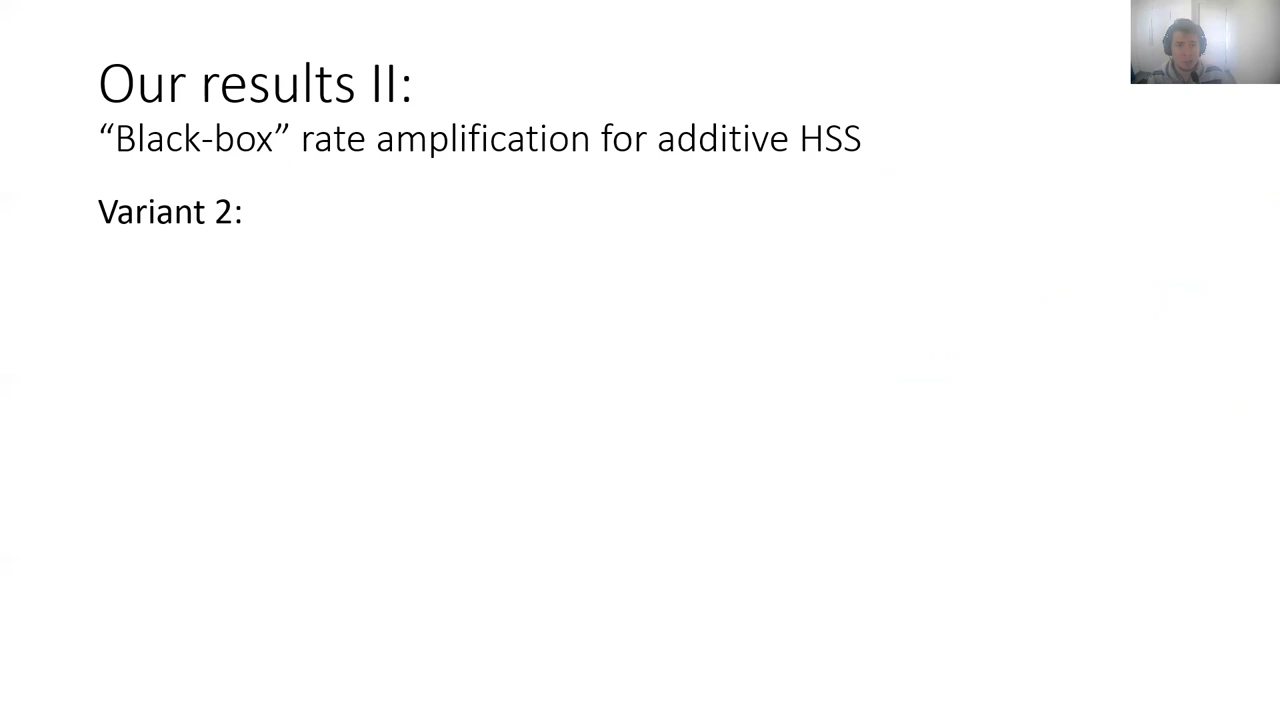 Our results II:
“Black-box” rate amplification for additive HSS
Variant 2: